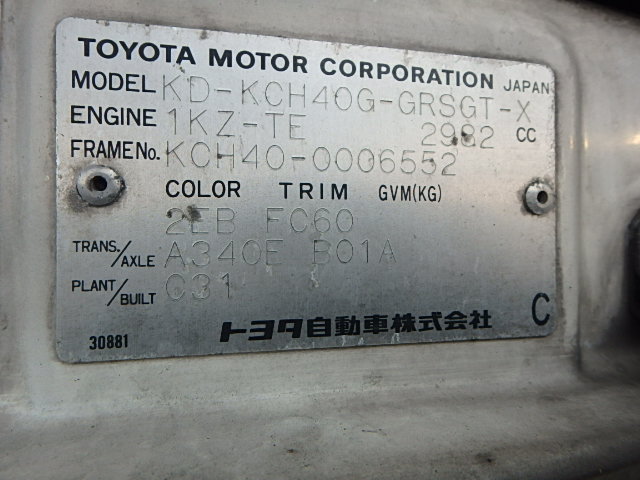 TOYOTA MOTOR CORPORATION JAPAN
MODEL KD-KCH40G-GRSGT-X
ENGINE 1KZ-TE 2982 CC
FRAME No. KCH40-0006552
COLOR TRIM GVM(KG)
2EB FC60
TRANS./AXLE A340E B01A
PLANT/BUILT C31
30881 トヨタ自動車株式会社 C